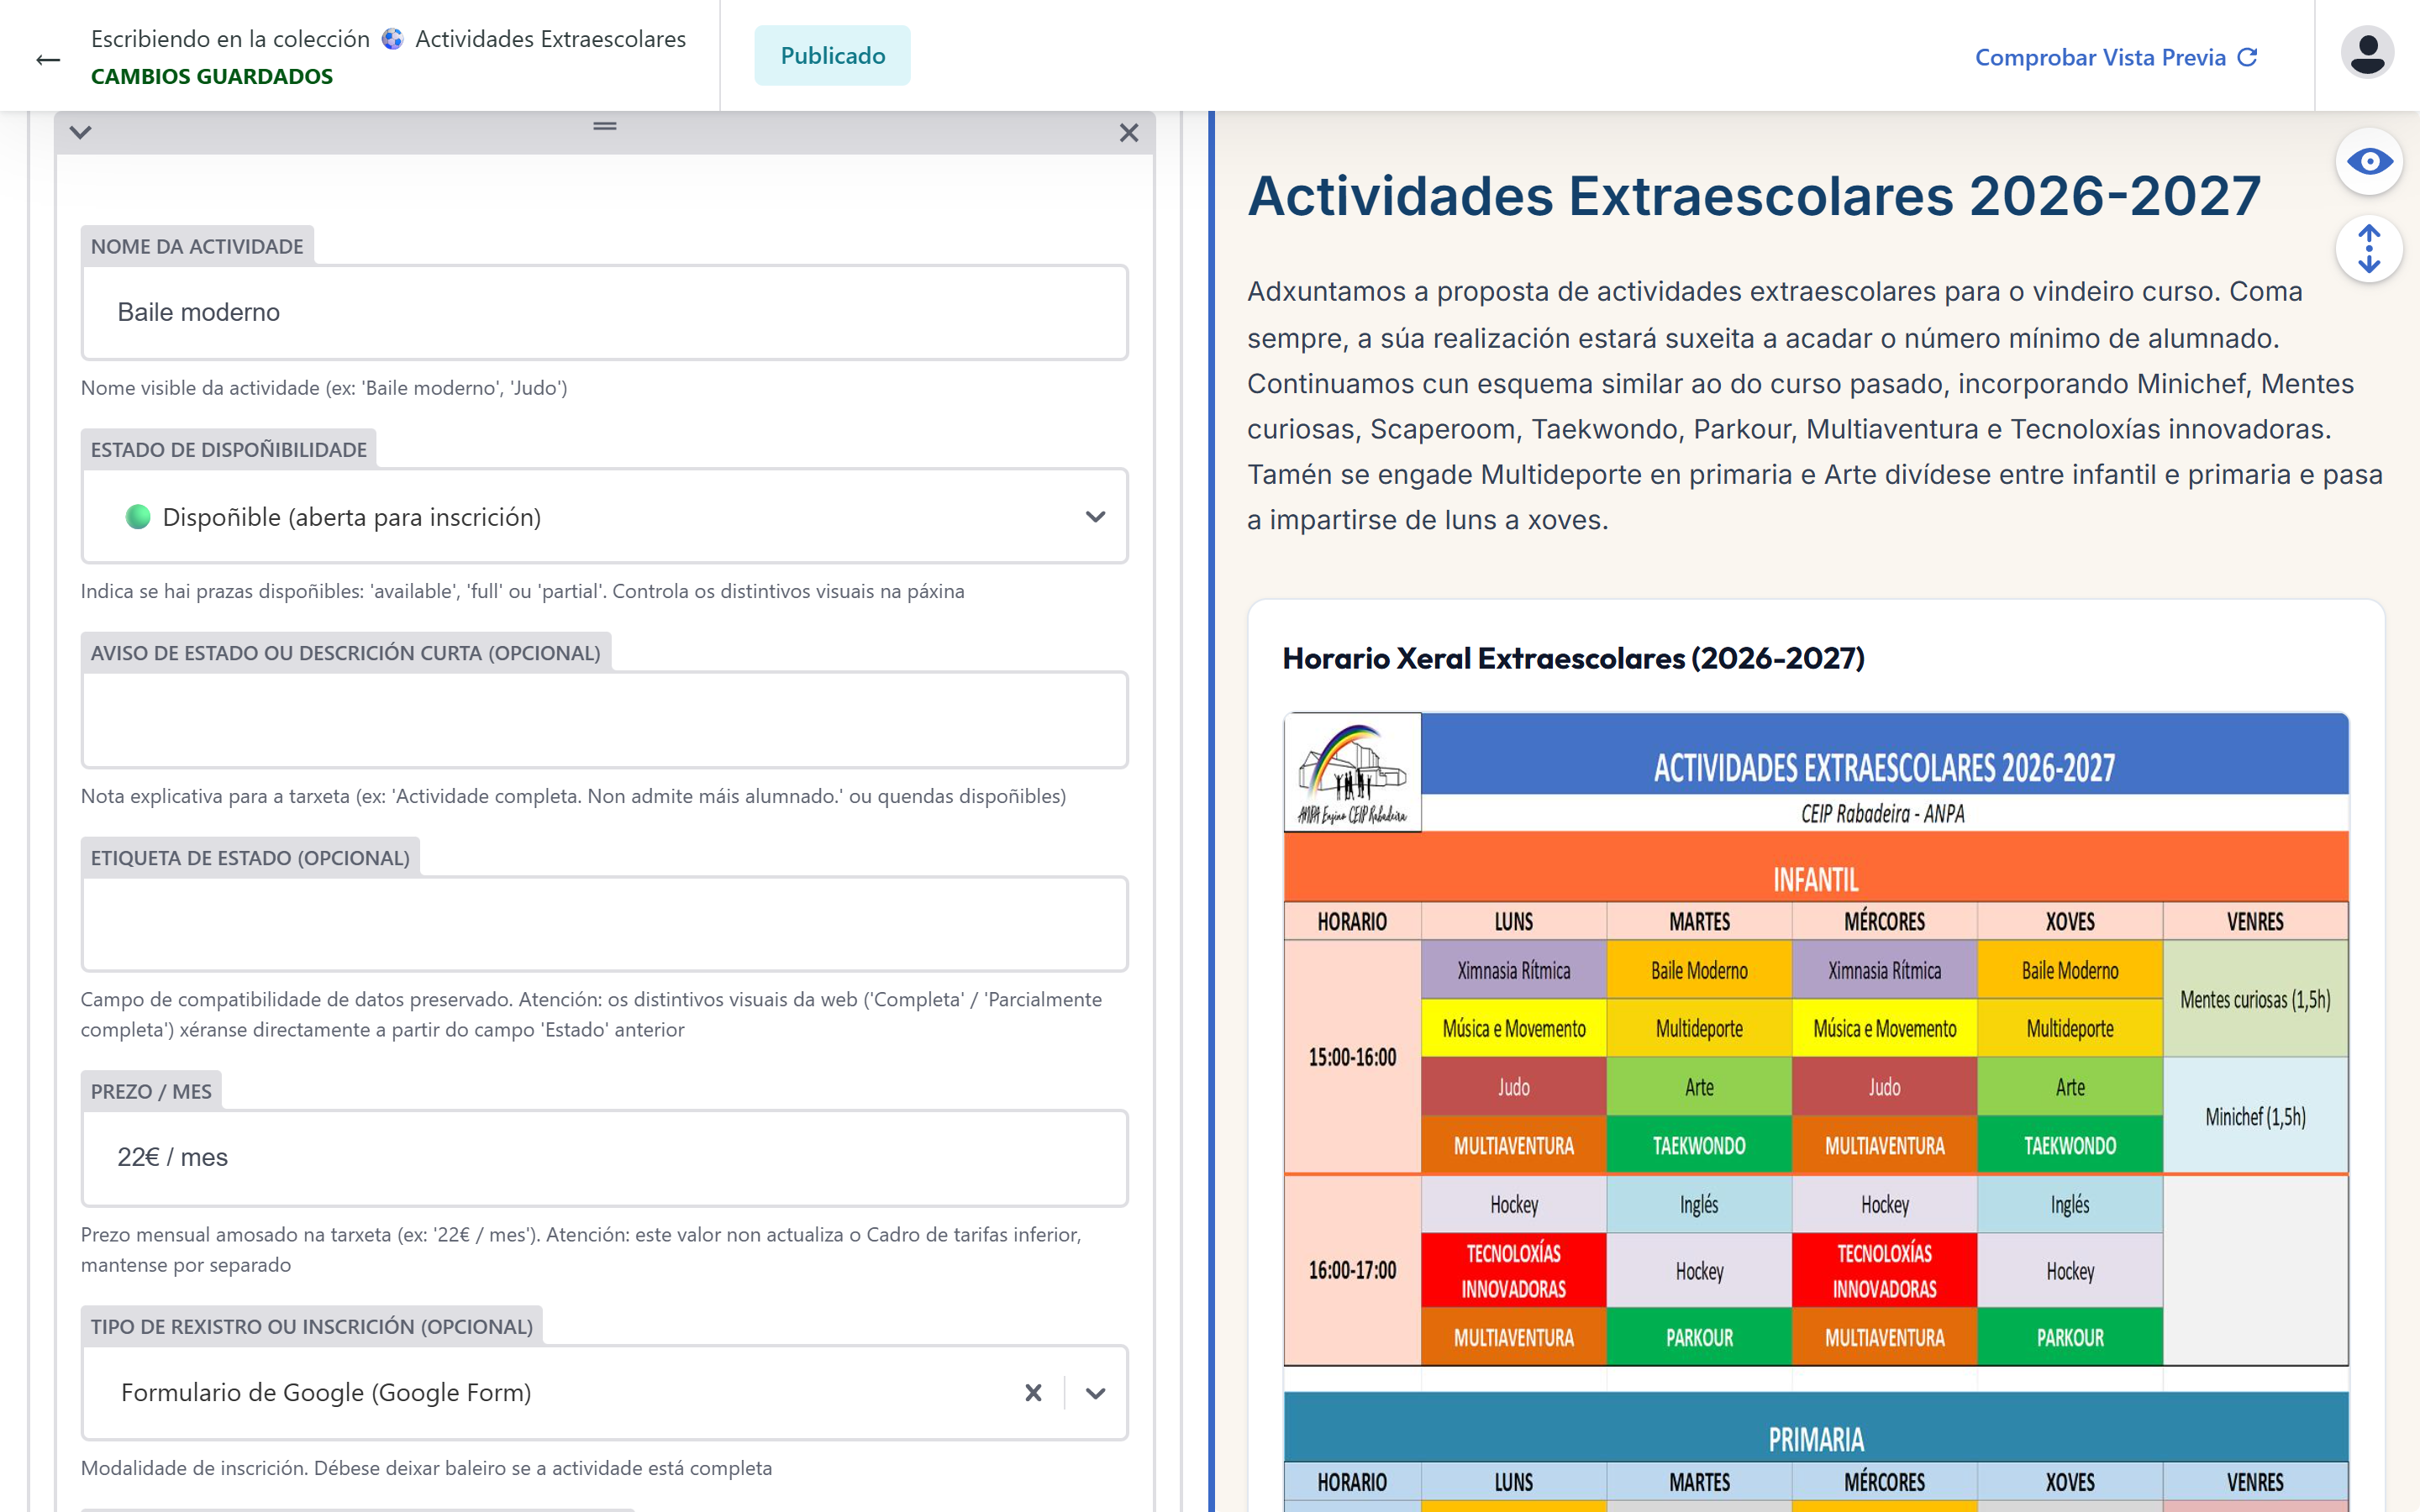 Escribiendo en la colección ⚽ Actividades Extraescolares
CAMBIOS GUARDADOS
Publicado
Comprobar Vista Previa
NOME DA ACTIVIDADE
Baile moderno
Nome visible da actividade (ex: 'Baile moderno', 'Judo')
ESTADO DE DISPOÑIBILIDADE
Dispoñible (aberta para inscrición)
Indica se hai prazas dispoñibles: 'available', 'full' ou 'partial'. Controla os distintivos visuais na páxina
AVISO DE ESTADO OU DESCRICIÓN CURTA (OPCIONAL)
Nota explicativa para a tarxeta (ex: 'Actividade completa. Non admite máis alumnado.' ou quendas dispoñibles)
ETIQUETA DE ESTADO (OPCIONAL)
Campo de compatibilidade de datos preservado. Atención: os distintivos visuais da web ('Completa' / 'Parcialmente
completa') xéranse directamente a partir do campo 'Estado' anterior
PREZO / MES
22€ / mes
Prezo mensual amosado na tarxeta (ex: '22€ / mes'). Atención: este valor non actualiza o Cadro de tarifas inferior,
mantense por separado
TIPO DE REXISTRO OU INSCRICIÓN (OPCIONAL)
Formulario de Google (Google Form)
Modalidade de inscrición. Débese deixar baleiro se a actividade está completa
Actividades Extraescolares 2026-2027
Adxuntamos a proposta de actividades extraescolares para o vindeiro curso. Coma
sempre, a súa realización estará suxeita a acadar o número mínimo de alumnado.
Continuamos cun esquema similar ao do curso pasado, incorporando Minichef, Mentes
curiosas, Scaperoom, Taekwondo, Parkour, Multiaventura e Tecnoloxías innovadoras.
Tamén se engade Multideporte en primaria e Arte divídese entre infantil e primaria e pasa
a impartirse de luns a xoves.
Horario Xeral Extraescolares (2026-2027)
ANPA Ensino CEIP Rabadeira
ACTIVIDADES EXTRAESCOLARES 2026-2027
CEIP Rabadeira - ANPA
INFANTIL
HORARIO LUNS MARTES MÉRCORES XOVES VENRES
15:00-16:00
Ximnasia Rítmica Baile Moderno Ximnasia Rítmica Baile Moderno
Mentes curiosas (1,5h)
Música e Movemento Multideporte Música e Movemento Multideporte
Judo Arte Judo Arte
Minichef (1,5h)
MULTIAVENTURA TAEKWONDO MULTIAVENTURA TAEKWONDO
16:00-17:00
Hockey Inglés Hockey Inglés
TECNOLOXÍAS INNOVADORAS Hockey TECNOLOXÍAS INNOVADORAS Hockey
MULTIAVENTURA PARKOUR MULTIAVENTURA PARKOUR
PRIMARIA
HORARIO LUNS MARTES MÉRCORES XOVES VENRES